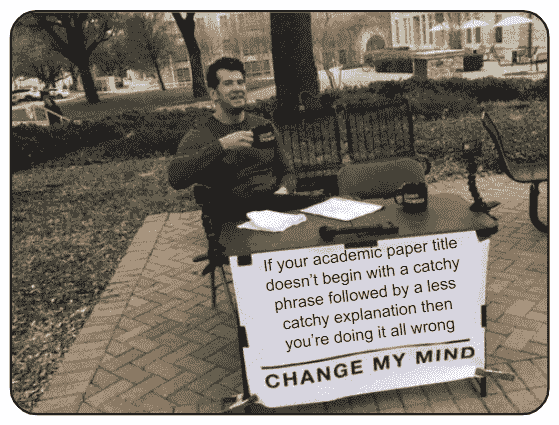 If your academic paper title
doesn't begin with a catchy
phrase followed by a less
catchy explanation then
you're doing it all wrong
CHANGE MY MIND